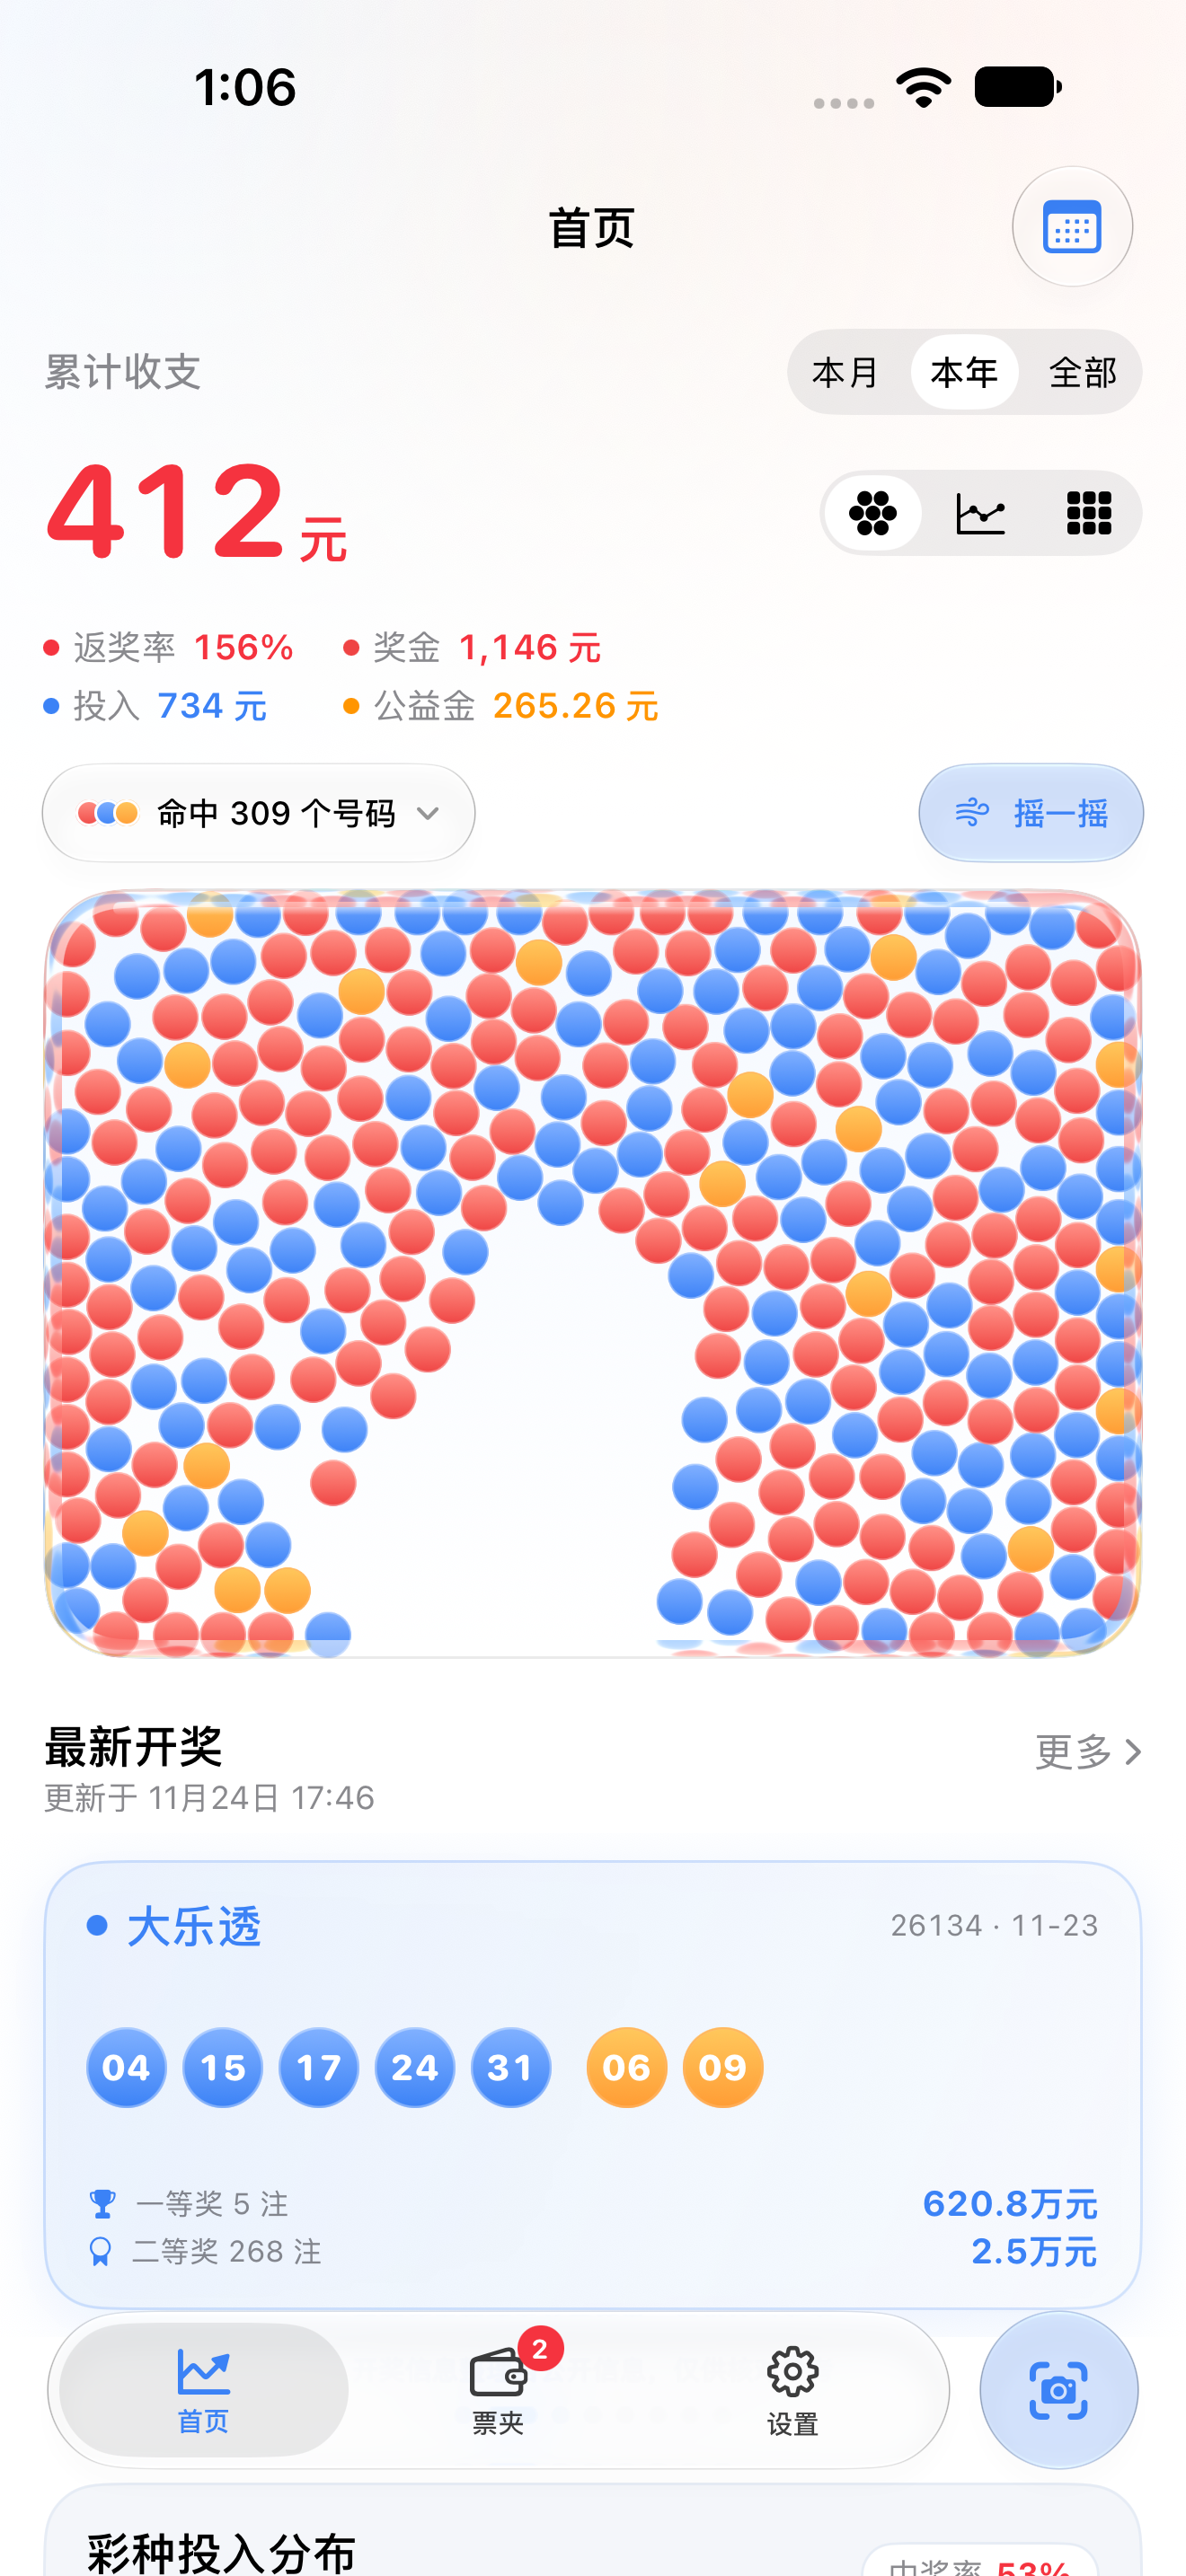 1:06
首页
累计收支
本月 本年 全部
412 元
返奖率 156% 奖金 1,146 元
投入 734 元 公益金 265.26 元
命中 309 个号码
摇一摇
最新开奖
更多
更新于 11月24日 17:46
大乐透
26134 · 11-23
04 15 17 24 31 06 09
一等奖 5 注 620.8万元
二等奖 268 注 2.5万元
2
首页 票夹 设置
彩种投入分布
中奖率 53%